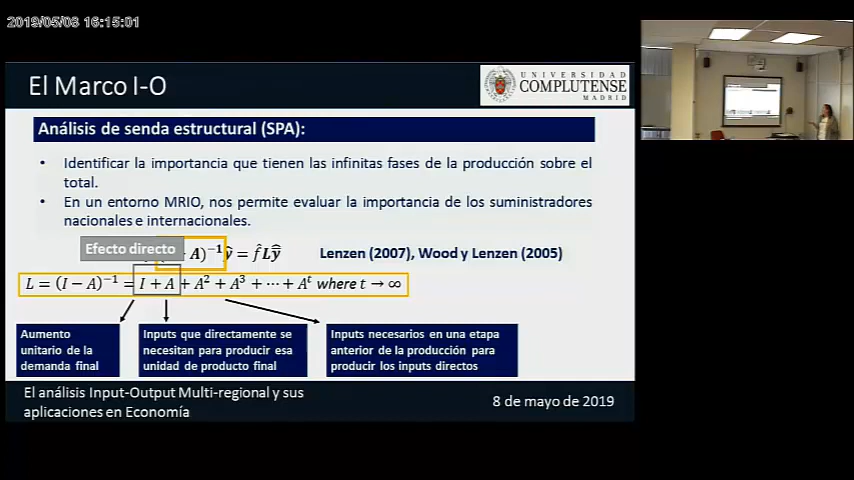 2019/05/08 16:15:01
El Marco I-O
UNIVERSIDAD
COMPLUTENSE
MADRID
Análisis de senda estructural (SPA):
• Identificar la importancia que tienen las infinitas fases de la producción sobre el
total.
• En un entorno MRIO, nos permite evaluar la importancia de los suministradores
nacionales e internacionales.
Efecto directo
A)⁻¹ŷ = f̂Lŷ
Lenzen (2007), Wood y Lenzen (2005)
L = (I − A)⁻¹ = I + A + A² + A³ + ⋯ + Aᵗ where t → ∞
Aumento
unitario de la
demanda final
Inputs que directamente se
necesitan para producir esa
unidad de producto final
Inputs necesarios en una etapa
anterior de la producción para
producir los inputs directos
El análisis Input-Output Multi-regional y sus
aplicaciones en Economía
8 de mayo de 2019